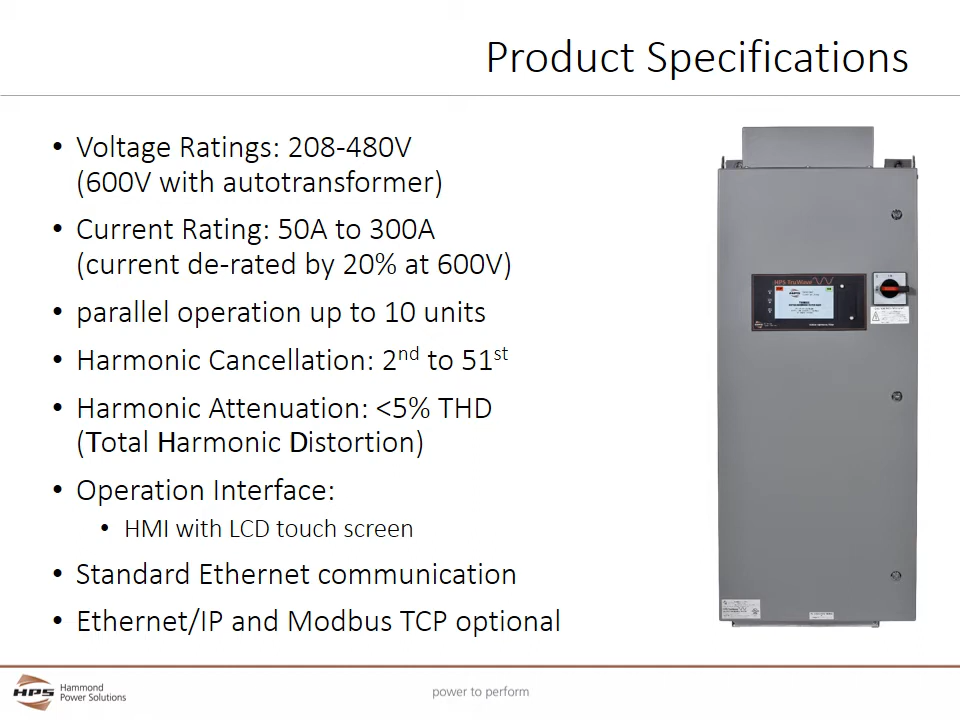 Product Specifications
• Voltage Ratings: 208-480V
(600V with autotransformer)
• Current Rating: 50A to 300A
(current de-rated by 20% at 600V)
• parallel operation up to 10 units
• Harmonic Cancellation: 2nd to 51st
• Harmonic Attenuation: <5% THD
(Total Harmonic Distortion)
• Operation Interface:
• HMI with LCD touch screen
• Standard Ethernet communication
• Ethernet/IP and Modbus TCP optional
HPS TruWave
HPS Hammond
Power Solutions
power to perform